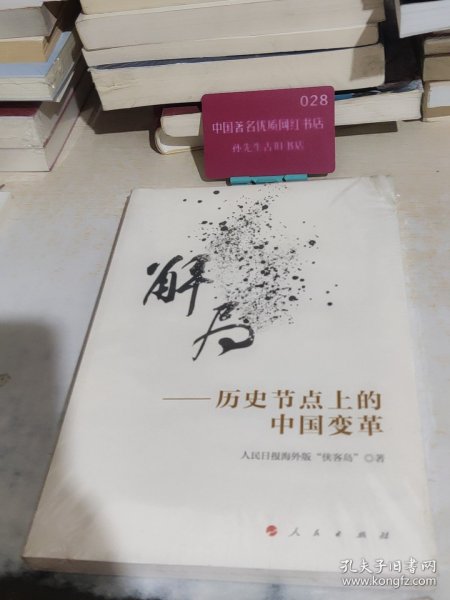 028
中国著名优质网红书店
孙先生古旧书店
解
局
——历史节点上的
中国变革
人民日报海外版“侠客岛”◎著
人民出版社
孔夫子旧书网
www.kongfz.com